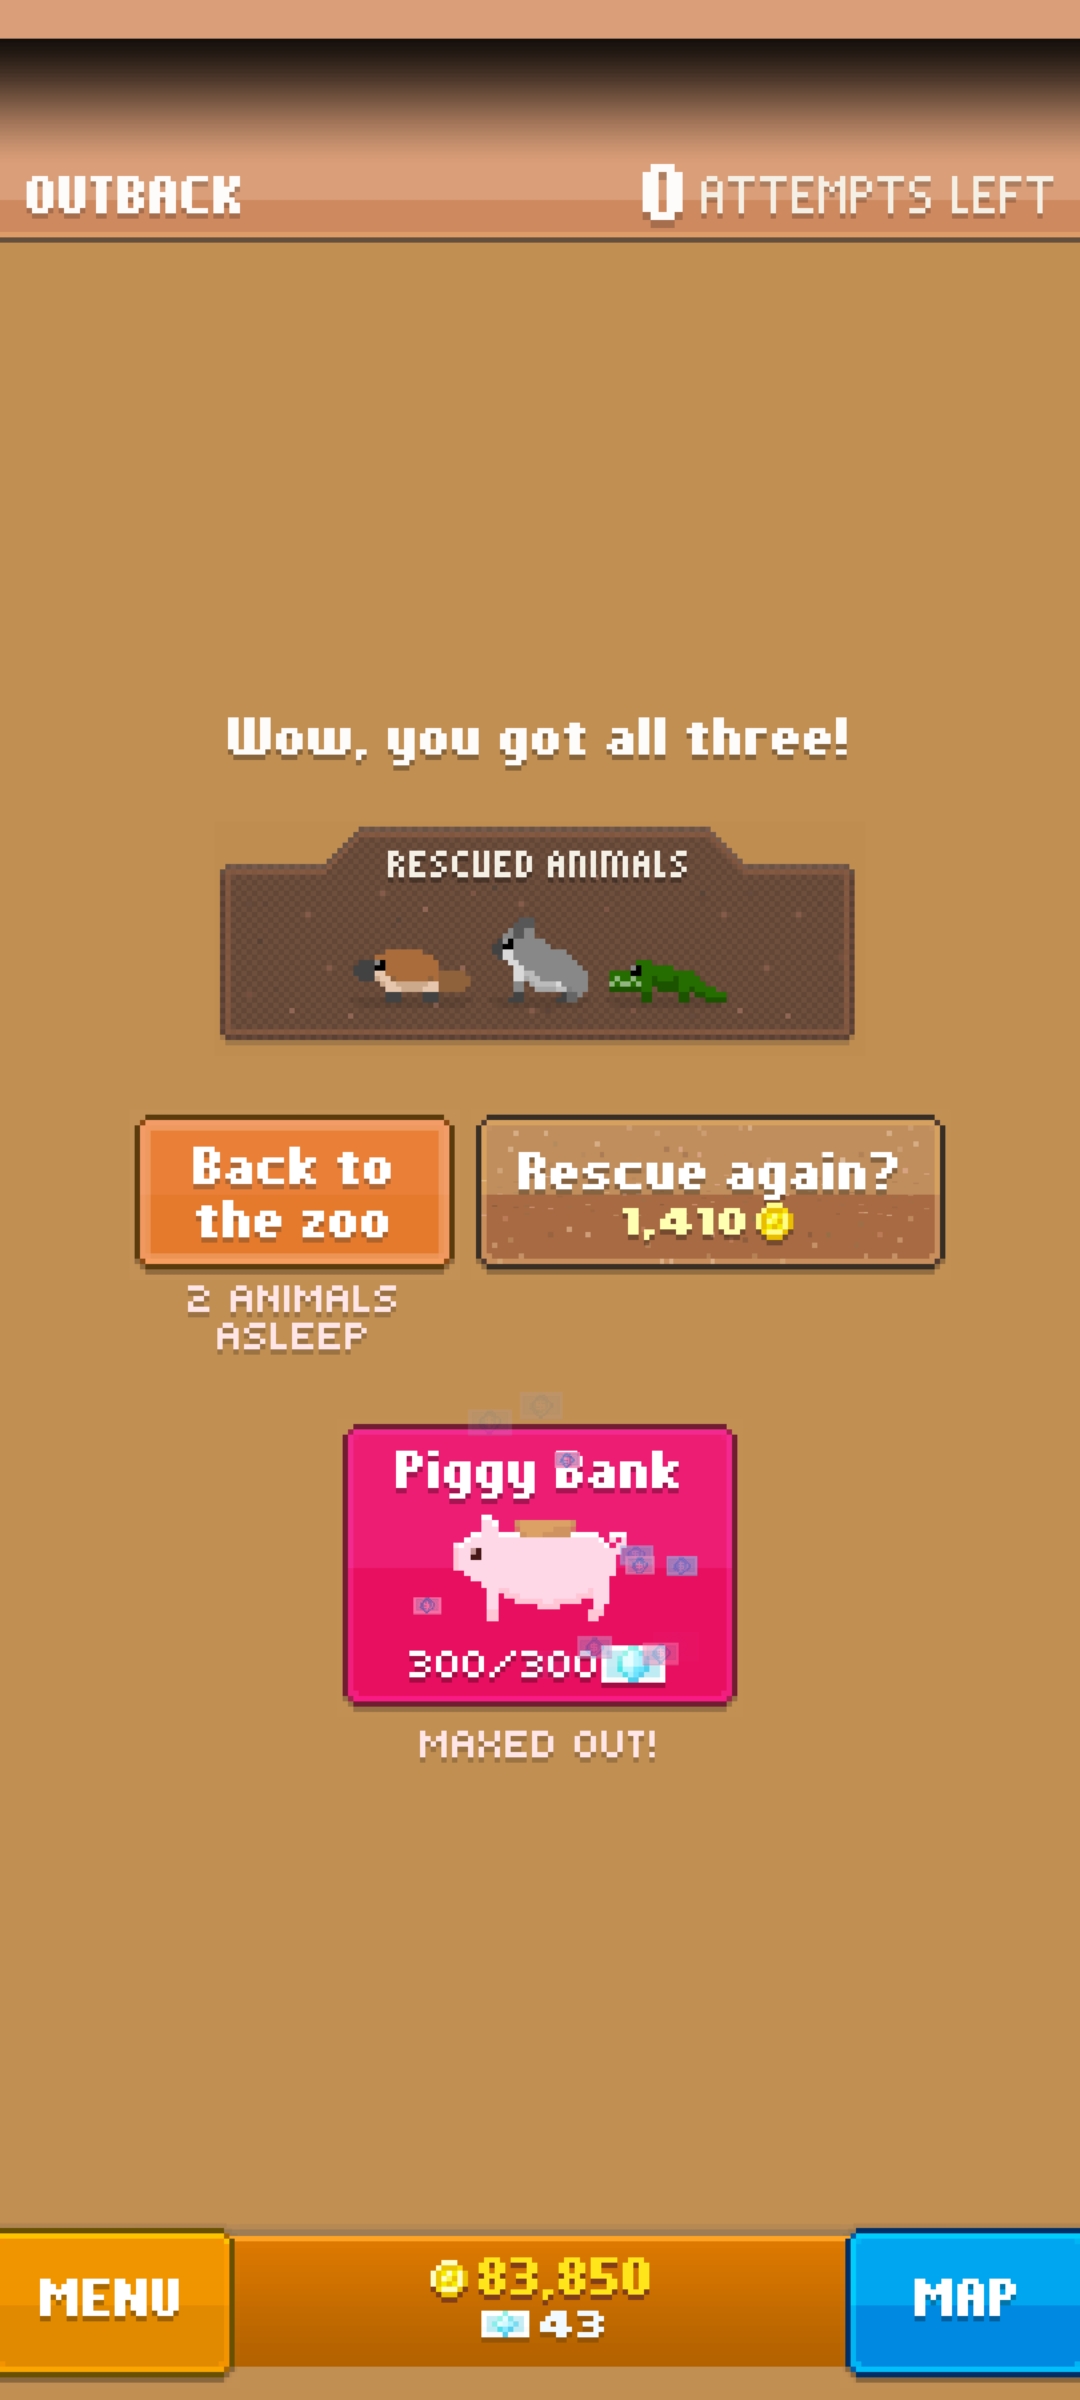 OUTBACK
0 ATTEMPTS LEFT
Wow, you got all three!
RESCUED ANIMALS
Back to
the zoo
Rescue again?
1,410
2 ANIMALS
ASLEEP
Piggy Bank
300/300
MAXED OUT!
MENU
83,850
43
MAP